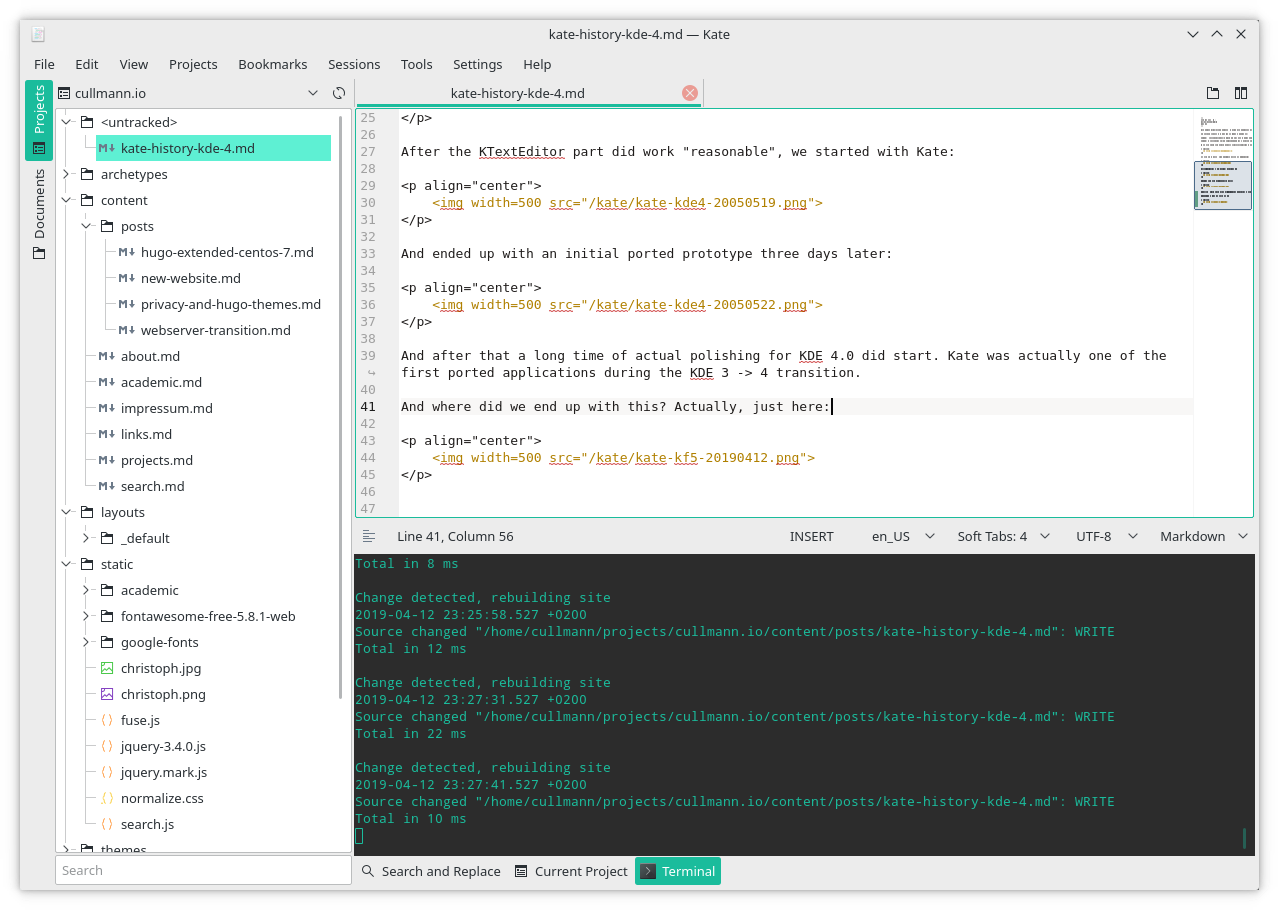 kate-history-kde-4.md — Kate
File Edit View Projects Bookmarks Sessions Tools Settings Help
Projects
Documents
cullmann.io
<untracked>
kate-history-kde-4.md
archetypes
content
posts
hugo-extended-centos-7.md
new-website.md
privacy-and-hugo-themes.md
webserver-transition.md
about.md
academic.md
impressum.md
links.md
projects.md
search.md
layouts
_default
static
academic
fontawesome-free-5.8.1-web
google-fonts
christoph.jpg
christoph.png
fuse.js
jquery-3.4.0.js
jquery.mark.js
normalize.css
search.js
themes
Search
kate-history-kde-4.md
25 </p>
26
27 After the KTextEditor part did work "reasonable", we started with Kate:
28
29 <p align="center">
30     <img width=500 src="/kate/kate-kde4-20050519.png">
31 </p>
32
33 And ended up with an initial ported prototype three days later:
34
35 <p align="center">
36     <img width=500 src="/kate/kate-kde4-20050522.png">
37 </p>
38
39 And after that a long time of actual polishing for KDE 4.0 did start. Kate was actually one of the
↪ first ported applications during the KDE 3 -> 4 transition.
40
41 And where did we end up with this? Actually, just here:
42
43 <p align="center">
44     <img width=500 src="/kate/kate-kf5-20190412.png">
45 </p>
46
47
Line 41, Column 56 INSERT en_US Soft Tabs: 4 UTF-8 Markdown
Total in 8 ms
Change detected, rebuilding site
2019-04-12 23:25:58.527 +0200
Source changed "/home/cullmann/projects/cullmann.io/content/posts/kate-history-kde-4.md": WRITE
Total in 12 ms
Change detected, rebuilding site
2019-04-12 23:27:31.527 +0200
Source changed "/home/cullmann/projects/cullmann.io/content/posts/kate-history-kde-4.md": WRITE
Total in 22 ms
Change detected, rebuilding site
2019-04-12 23:27:41.527 +0200
Source changed "/home/cullmann/projects/cullmann.io/content/posts/kate-history-kde-4.md": WRITE
Total in 10 ms
Search and Replace Current Project Terminal